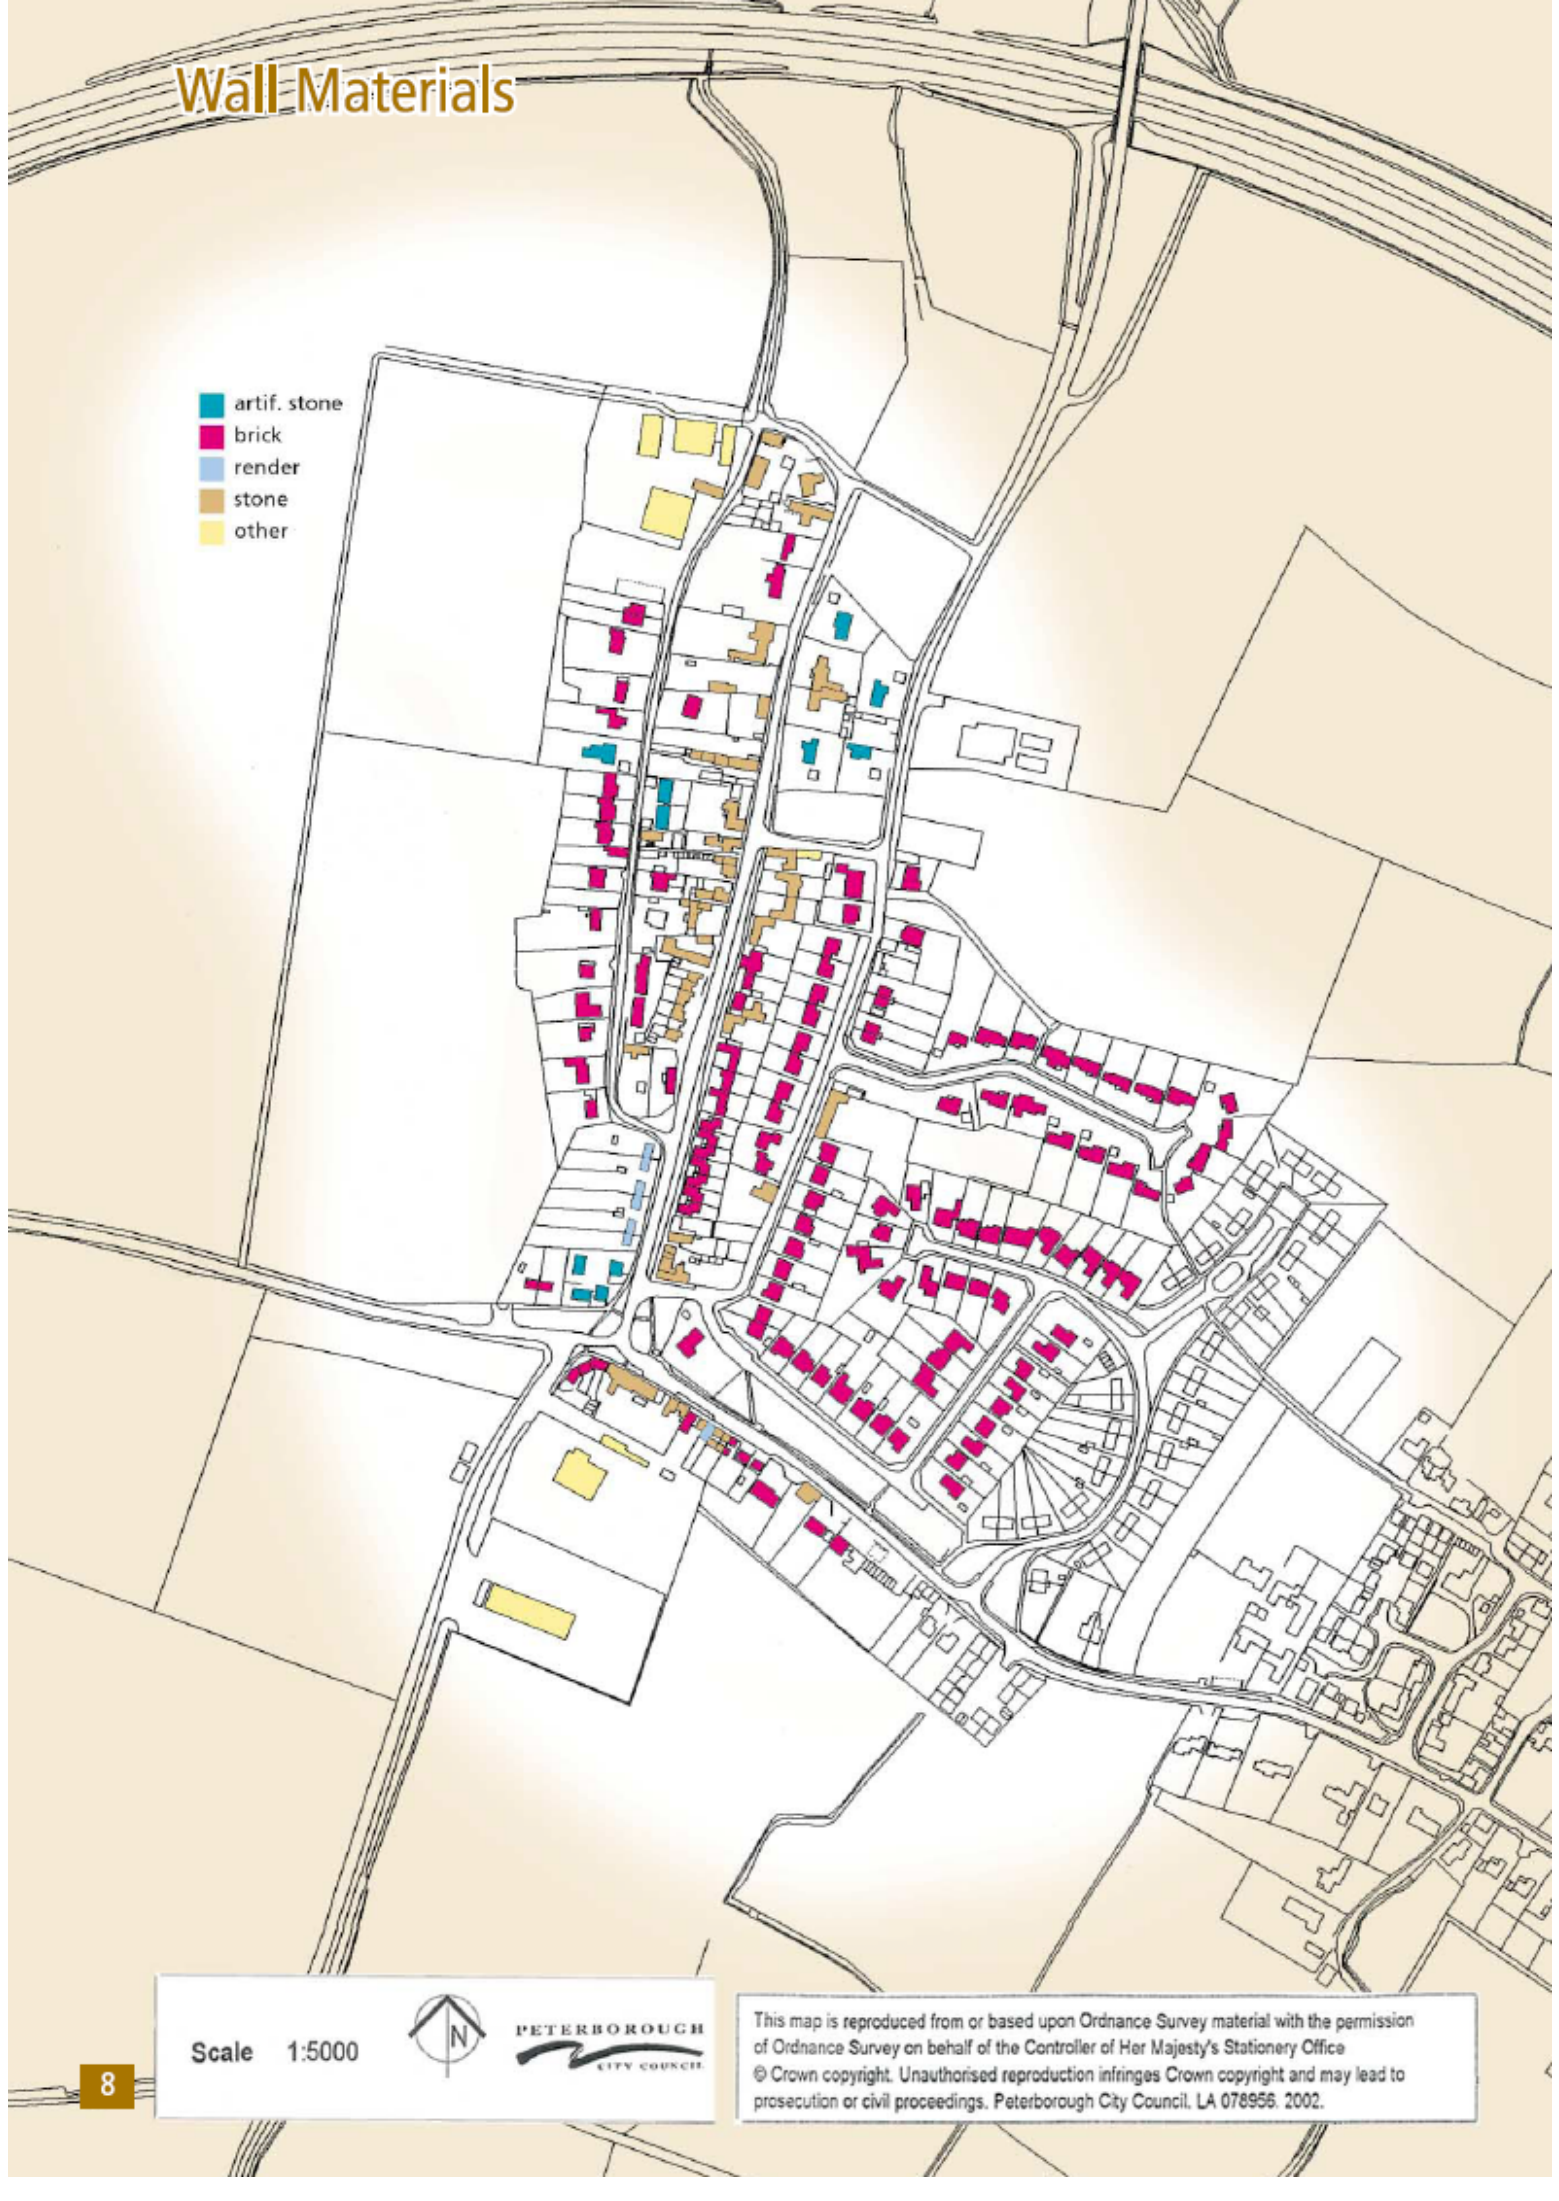 Wall Materials
artif. stone
brick
render
stone
other
Scale 1:5000
N
PETERBOROUGH
CITY COUNCIL
This map is reproduced from or based upon Ordnance Survey material with the permission
of Ordnance Survey on behalf of the Controller of Her Majesty's Stationery Office
© Crown copyright. Unauthorised reproduction infringes Crown copyright and may lead to
prosecution or civil proceedings. Peterborough City Council. LA 078956. 2002.
8